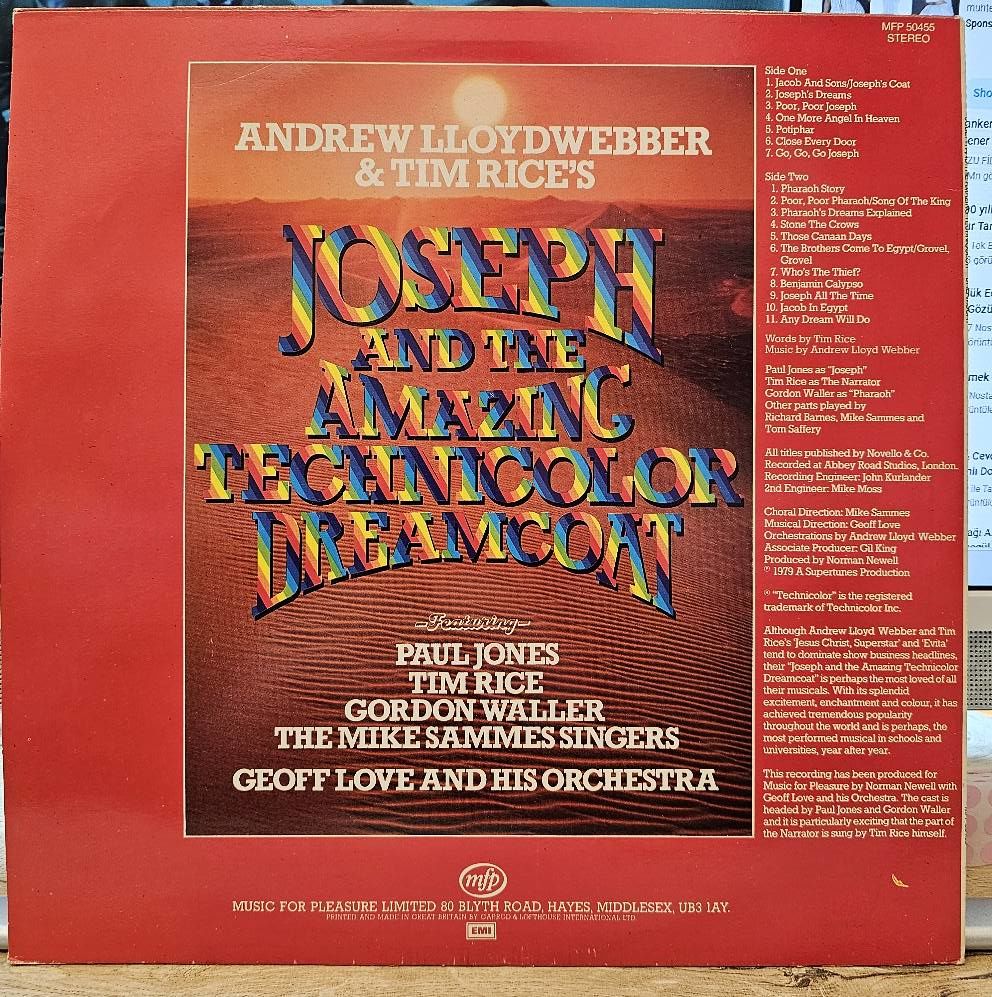 MFP 50455
STEREO
ANDREW LLOYD WEBBER
& TIM RICE'S
JOSEPH
AND THE
AMAZING
TECHNICOLOR
DREAMCOAT
Featuring
PAUL JONES
TIM RICE
GORDON WALLER
THE MIKE SAMMES SINGERS
GEOFF LOVE AND HIS ORCHESTRA
Side One
1. Jacob And Sons/Joseph's Coat
2. Joseph's Dreams
3. Poor, Poor Joseph
4. One More Angel In Heaven
5. Potiphar
6. Close Every Door
7. Go, Go, Go Joseph
Side Two
1. Pharaoh Story
2. Poor, Poor Pharaoh/Song Of The King
3. Pharaoh's Dreams Explained
4. Stone The Crows
5. Those Canaan Days
6. The Brothers Come To Egypt/Grovel,
Grovel
7. Who's The Thief?
8. Benjamin Calypso
9. Joseph All The Time
10. Jacob In Egypt
11. Any Dream Will Do
Words by Tim Rice
Music by Andrew Lloyd Webber
Paul Jones as "Joseph"
Tim Rice as The Narrator
Gordon Waller as "Pharaoh"
Other parts played by
Richard Barnes, Mike Sammes and
Tom Saffery
All titles published by Novello & Co.
Recorded at Abbey Road Studios, London.
Recording Engineer: John Kurlander
2nd Engineer: Mike Moss
Choral Direction: Mike Sammes
Musical Direction: Geoff Love
Orchestrations by Andrew Lloyd Webber
Associate Producer: Gil King
Produced by Norman Newell
℗ 1979 A Supertunes Production
® "Technicolor" is the registered
trademark of Technicolor Inc.
Although Andrew Lloyd Webber and Tim
Rice's 'Jesus Christ, Superstar' and 'Evita'
tend to dominate show business headlines,
their "Joseph and the Amazing Technicolor
Dreamcoat" is perhaps the most loved of all
their musicals. With its splendid
excitement, enchantment and colour, it has
achieved tremendous popularity
throughout the world and is perhaps, the
most performed musical in schools and
universities, year after year.
This recording has been produced for
Music for Pleasure by Norman Newell with
Geoff Love and his Orchestra. The cast is
headed by Paul Jones and Gordon Waller
and it is particularly exciting that the part of
the Narrator is sung by Tim Rice himself.
mfp
MUSIC FOR PLEASURE LIMITED 80 BLYTH ROAD, HAYES, MIDDLESEX, UB3 1AY.
PRINTED AND MADE IN GREAT BRITAIN BY GARROD & LOFTHOUSE INTERNATIONAL LTD.
EMI